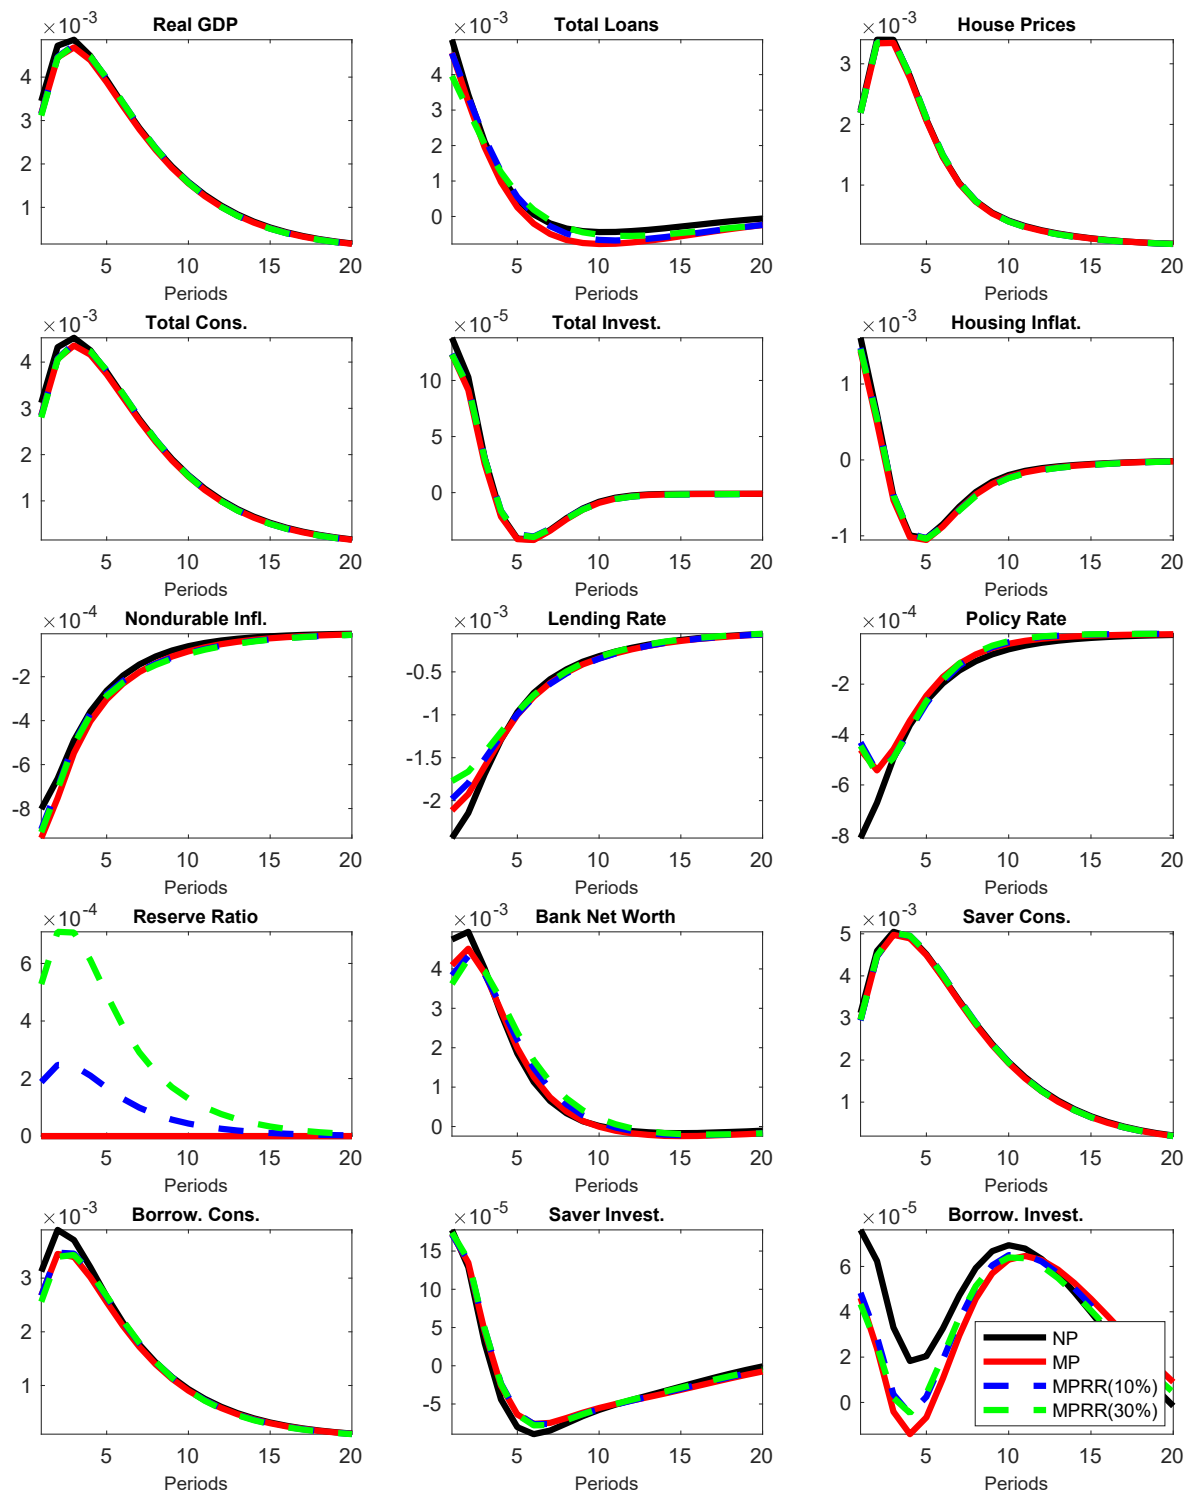 Real GDP
×10-3
4
3
2
1
5 10 15 20
Periods
Total Loans
×10-3
4
3
2
1
0
5 10 15 20
Periods
House Prices
×10-3
3
2
1
5 10 15 20
Periods
Total Cons.
×10-3
4
3
2
1
5 10 15 20
Periods
Total Invest.
×10-5
10
5
0
5 10 15 20
Periods
Housing Inflat.
×10-3
1
0
-1
5 10 15 20
Periods
Nondurable Infl.
×10-4
-2
-4
-6
-8
5 10 15 20
Periods
Lending Rate
×10-3
-0.5
-1
-1.5
-2
5 10 15 20
Periods
Policy Rate
×10-4
-2
-4
-6
-8
5 10 15 20
Periods
Reserve Ratio
×10-4
6
4
2
0
5 10 15 20
Periods
Bank Net Worth
×10-3
4
3
2
1
0
5 10 15 20
Periods
Saver Cons.
×10-3
5
4
3
2
1
5 10 15 20
Periods
Borrow. Cons.
×10-3
3
2
1
5 10 15 20
Periods
Saver Invest.
×10-5
15
10
5
0
-5
5 10 15 20
Periods
Borrow. Invest.
×10-5
6
4
2
0
5 10 15 20
Periods
NP
MP
MPRR(10%)
MPRR(30%)